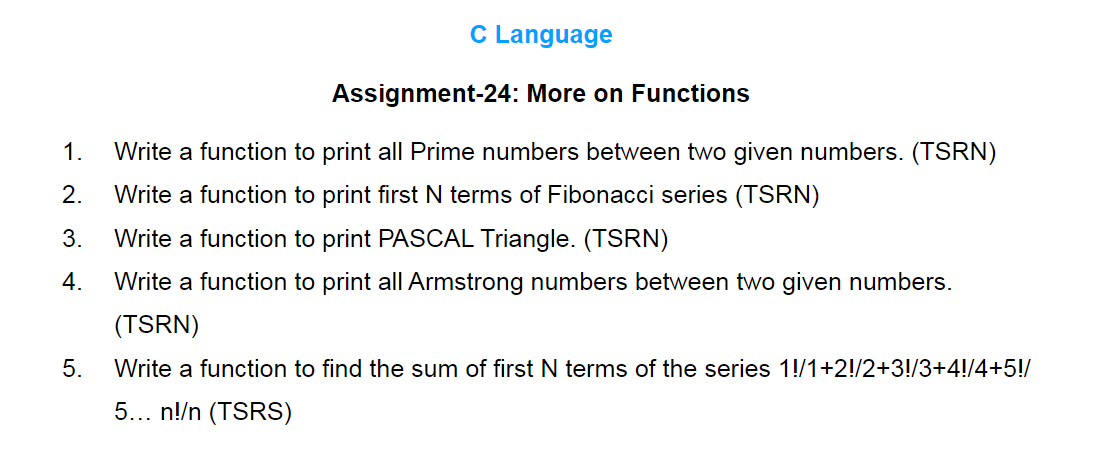 C Language
Assignment-24: More on Functions
1. Write a function to print all Prime numbers between two given numbers. (TSRN)
2. Write a function to print first N terms of Fibonacci series (TSRN)
3. Write a function to print PASCAL Triangle. (TSRN)
4. Write a function to print all Armstrong numbers between two given numbers.
(TSRN)
5. Write a function to find the sum of first N terms of the series 1!/1+2!/2+3!/3+4!/4+5!/
5… n!/n (TSRS)